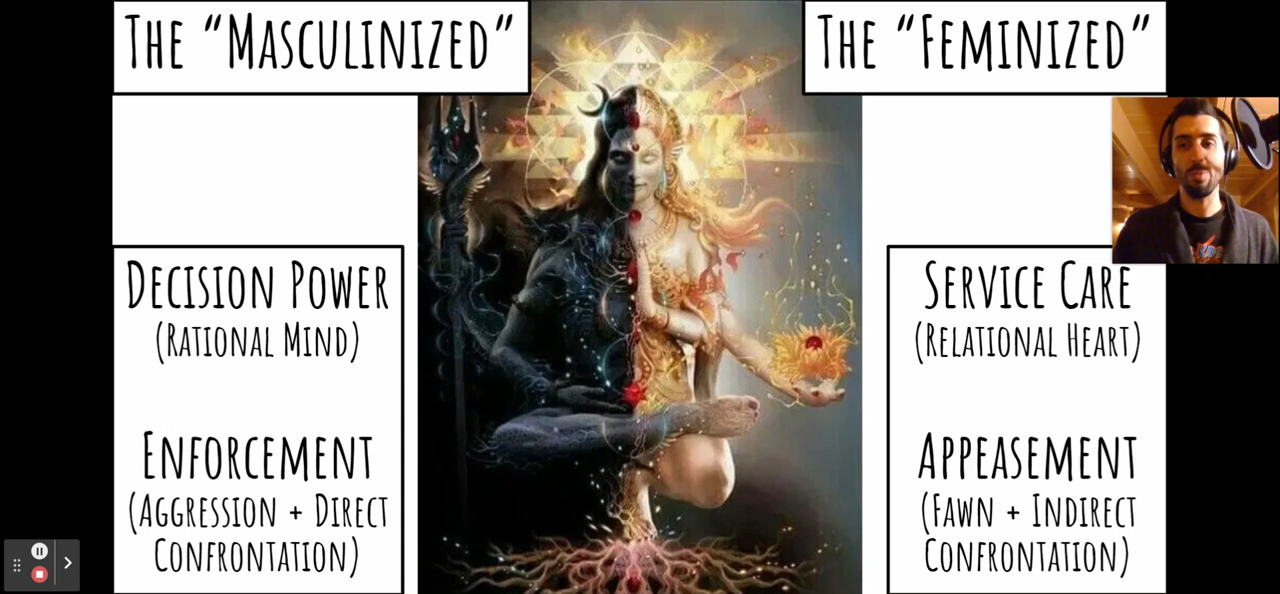 THE “MASCULINIZED”
THE “FEMINIZED”
DECISION POWER
(RATIONAL MIND)
ENFORCEMENT
(AGGRESSION + DIRECT
CONFRONTATION)
SERVICE CARE
(RELATIONAL HEART)
APPEASEMENT
(FAWN + INDIRECT
CONFRONTATION)